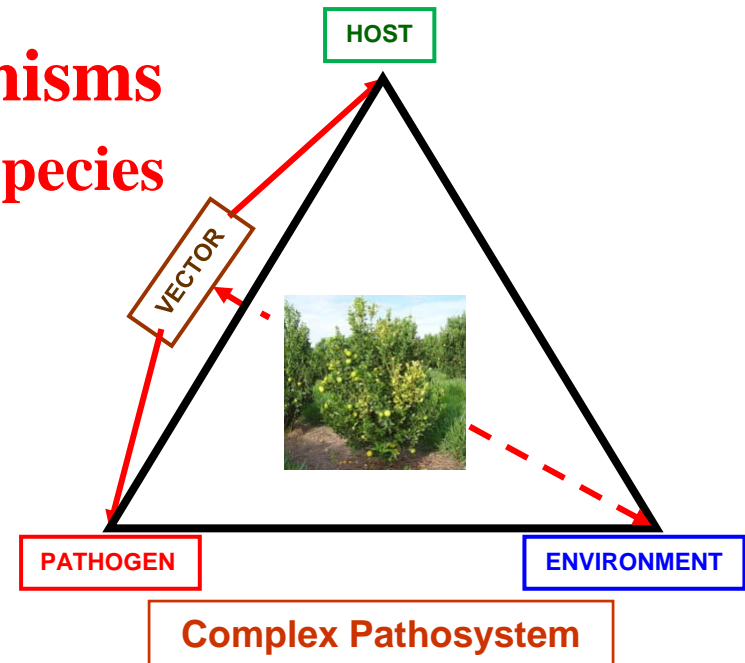 HOST
nisms
pecies
VECTOR
PATHOGEN
ENVIRONMENT
Complex Pathosystem